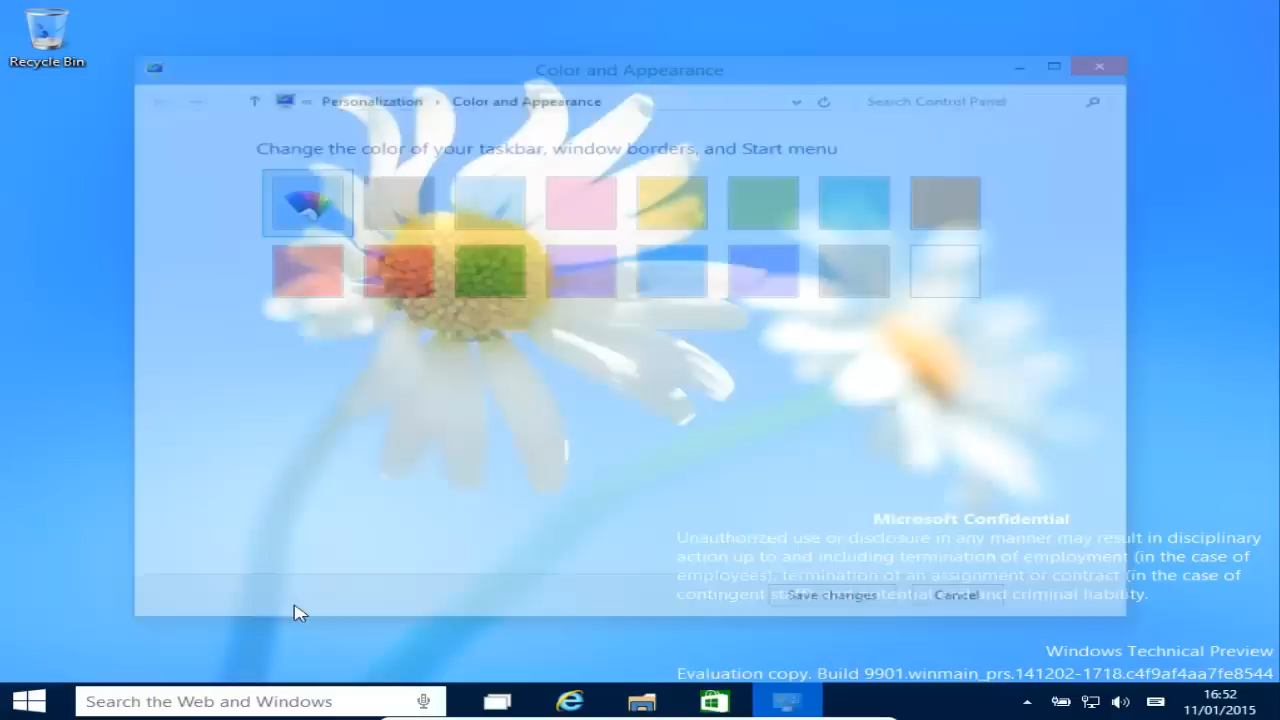 Recycle Bin
Color and Appearance
« Personalization › Color and Appearance
Search Control Panel
Change the color of your taskbar, window borders, and Start menu
Microsoft Confidential
Unauthorized use or disclosure in any manner may result in disciplinary
action up to and including termination of employment (in the case of
employees), termination of an assignment or contract (in the case of
contingent staff) and potential civil and criminal liability.
Save changes
Cancel
Windows Technical Preview
Evaluation copy. Build 9901.winmain_prs.141202-1718.c4f9af4aa7fe8544
Search the Web and Windows
16:52
11/01/2015